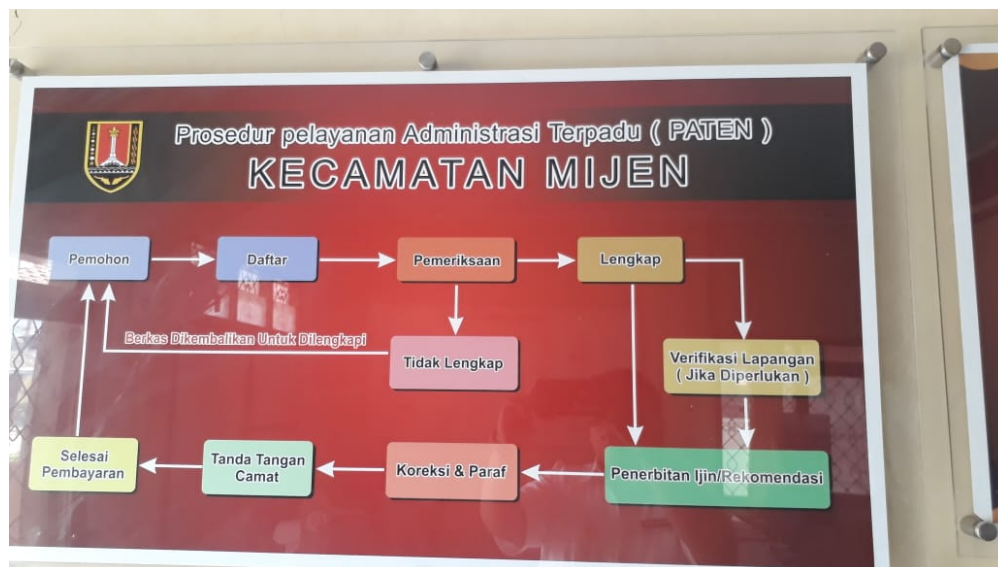 Prosedur pelayanan Administrasi Terpadu ( PATEN )
KECAMATAN MIJEN
Pemohon
Daftar
Pemeriksaan
Lengkap
Berkas Dikembalikan Untuk Dilengkapi
Tidak Lengkap
Verifikasi Lapangan
( Jika Diperlukan )
Selesai
Pembayaran
Tanda Tangan
Camat
Koreksi & Paraf
Penerbitan Ijin/Rekomendasi